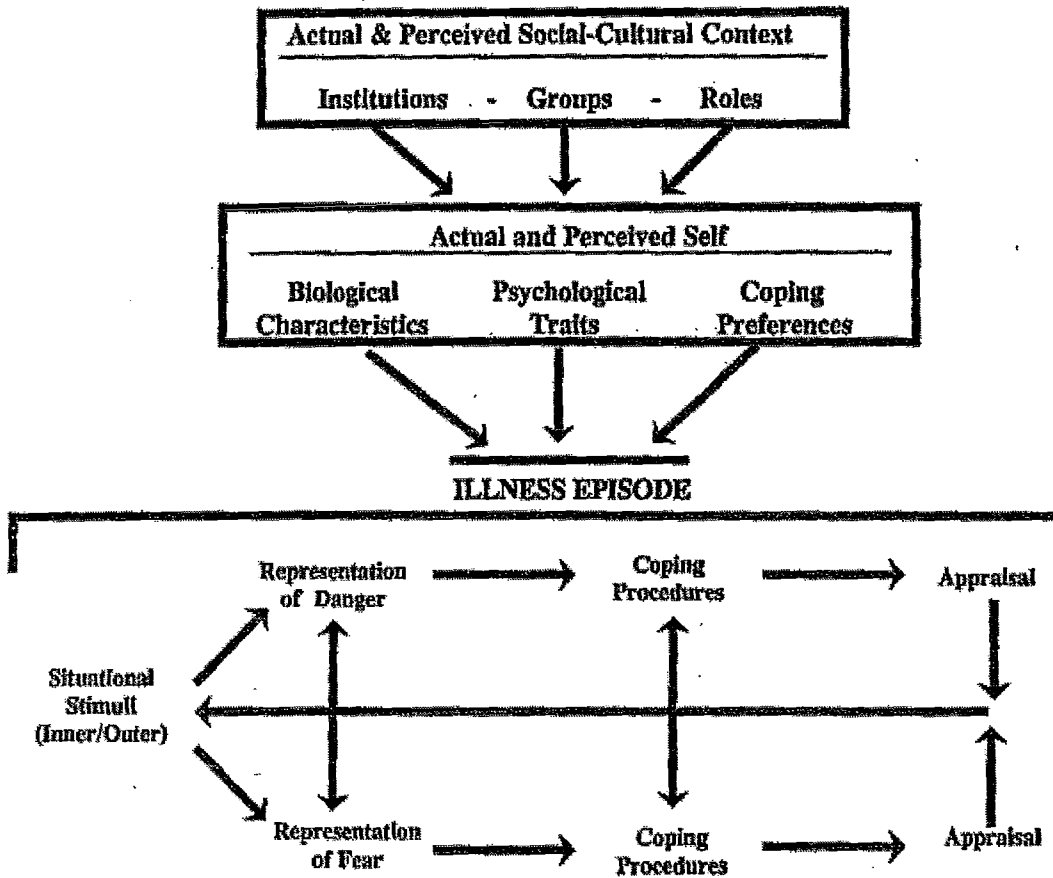 Actual & Perceived Social-Cultural Context
Institutions - Groups - Roles
Actual and Perceived Self
Biological Characteristics
Psychological Traits
Coping Preferences
ILLNESS EPISODE
Representation of Danger
Coping Procedures
Appraisal
Situational Stimuli (Inner/Outer)
Representation of Fear
Coping Procedures
Appraisal